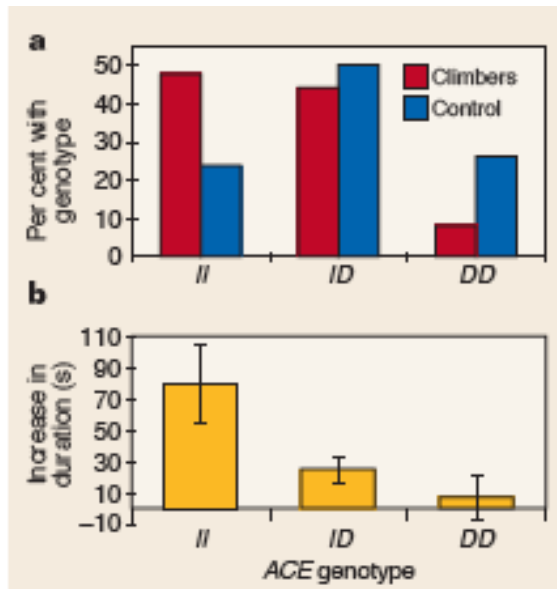 a
Per cent with
genotype
50
40
30
20
10
0
Climbers
Control
II
ID
DD
b
Increase in
duration (s)
110
90
70
50
30
10
–10
II
ID
DD
ACE genotype